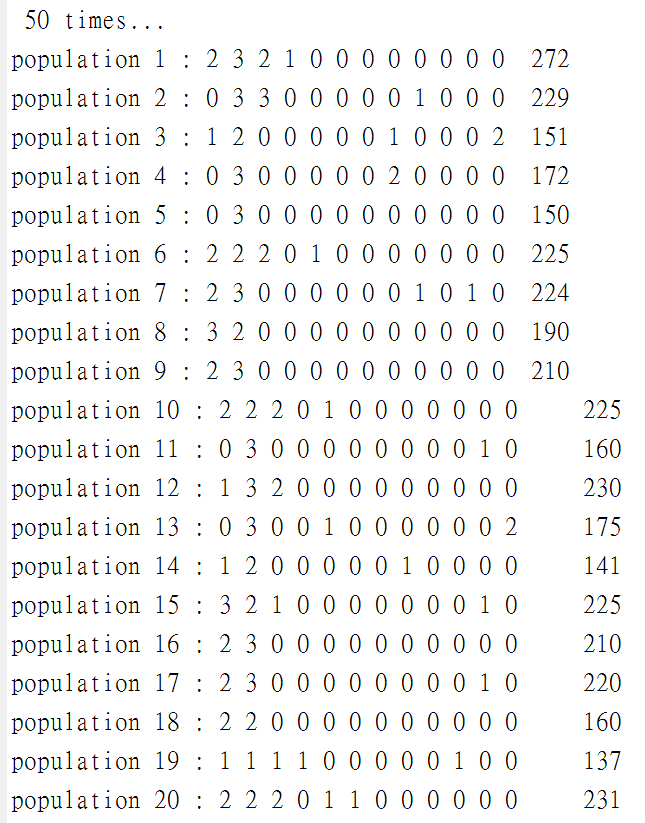 50 times...
population 1 : 2 3 2 1 0 0 0 0 0 0 0 0 272
population 2 : 0 3 3 0 0 0 0 0 1 0 0 0 229
population 3 : 1 2 0 0 0 0 0 1 0 0 0 2 151
population 4 : 0 3 0 0 0 0 0 2 0 0 0 0 172
population 5 : 0 3 0 0 0 0 0 0 0 0 0 0 150
population 6 : 2 2 2 0 1 0 0 0 0 0 0 0 225
population 7 : 2 3 0 0 0 0 0 0 1 0 1 0 224
population 8 : 3 2 0 0 0 0 0 0 0 0 0 0 190
population 9 : 2 3 0 0 0 0 0 0 0 0 0 0 210
population 10 : 2 2 2 0 1 0 0 0 0 0 0 0 225
population 11 : 0 3 0 0 0 0 0 0 0 0 1 0 160
population 12 : 1 3 2 0 0 0 0 0 0 0 0 0 230
population 13 : 0 3 0 0 1 0 0 0 0 0 0 2 175
population 14 : 1 2 0 0 0 0 0 1 0 0 0 0 141
population 15 : 3 2 1 0 0 0 0 0 0 0 1 0 225
population 16 : 2 3 0 0 0 0 0 0 0 0 0 0 210
population 17 : 2 3 0 0 0 0 0 0 0 0 1 0 220
population 18 : 2 2 0 0 0 0 0 0 0 0 0 0 160
population 19 : 1 1 1 1 0 0 0 0 0 1 0 0 137
population 20 : 2 2 2 0 1 1 0 0 0 0 0 0 231